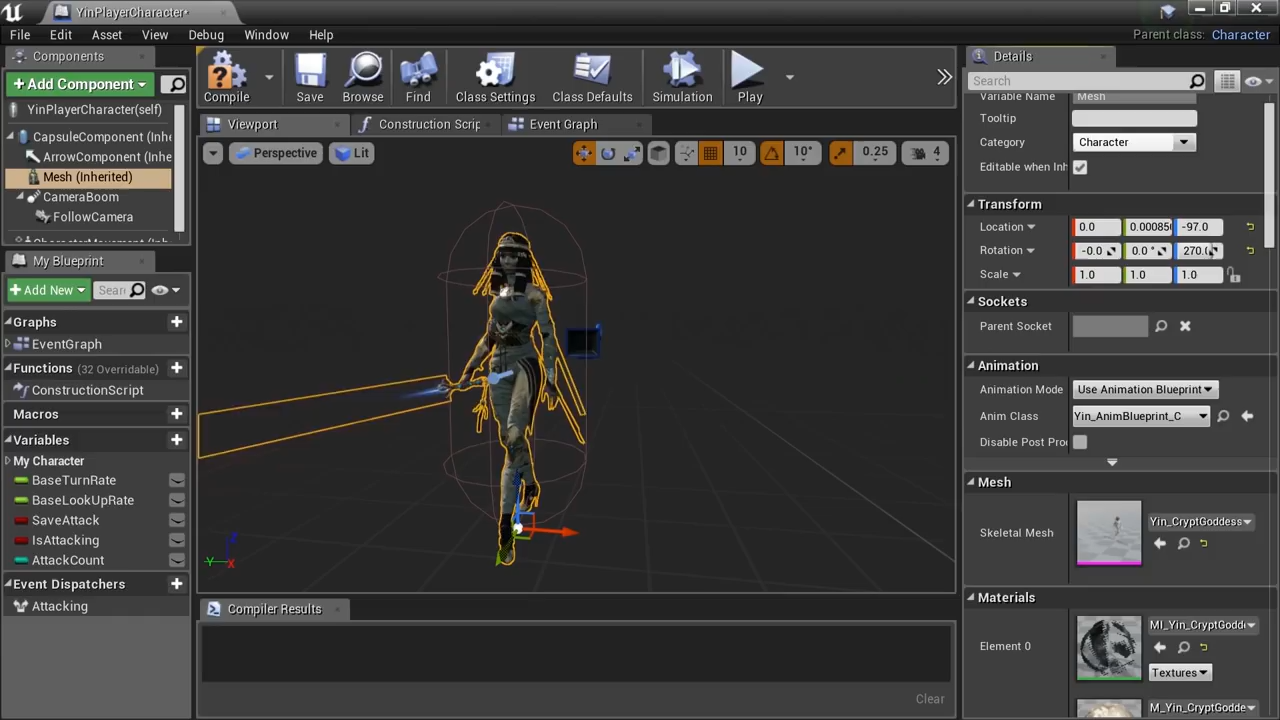 YinPlayerCharacter*
File Edit Asset View Debug Window Help
Parent class: Character
Components
+ Add Component
YinPlayerCharacter(self)
CapsuleComponent (Inhe
ArrowComponent (Inhe
Mesh (Inherited)
CameraBoom
FollowCamera
CharacterMovement (Inh
Compile
Save
Browse
Find
Class Settings
Class Defaults
Simulation
Play
Viewport
Construction Scrip
Event Graph
Perspective
Lit
10
10°
0.25
4
My Blueprint
+ Add New
Searc
Graphs
EventGraph
Functions (32 Overridable)
ConstructionScript
Macros
Variables
My Character
BaseTurnRate
BaseLookUpRate
SaveAttack
IsAttacking
AttackCount
Event Dispatchers
Attacking
Z
Y
X
Compiler Results
Clear
Details
Search
Variable Name Mesh
Tooltip
Category Character
Editable when Inh
Transform
Location 0.0 0.00085 -97.0
Rotation -0.0 0.0 ° 270.
Scale 1.0 1.0 1.0
Sockets
Parent Socket
Animation
Animation Mode Use Animation Blueprint
Anim Class Yin_AnimBlueprint_C
Disable Post Pro
Mesh
Skeletal Mesh Yin_CryptGoddess
Materials
Element 0 MI_Yin_CryptGodd
Textures
M_Yin_CryptGodde